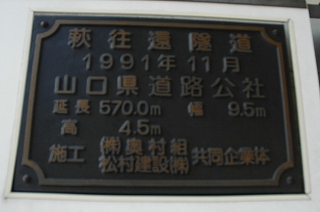 萩往還隧道
1991年11月
山口県道路公社
延長 570.0m 幅 9.5m
高 4.5m
施工 (株)奥村組 松村建設(株) 共同企業体